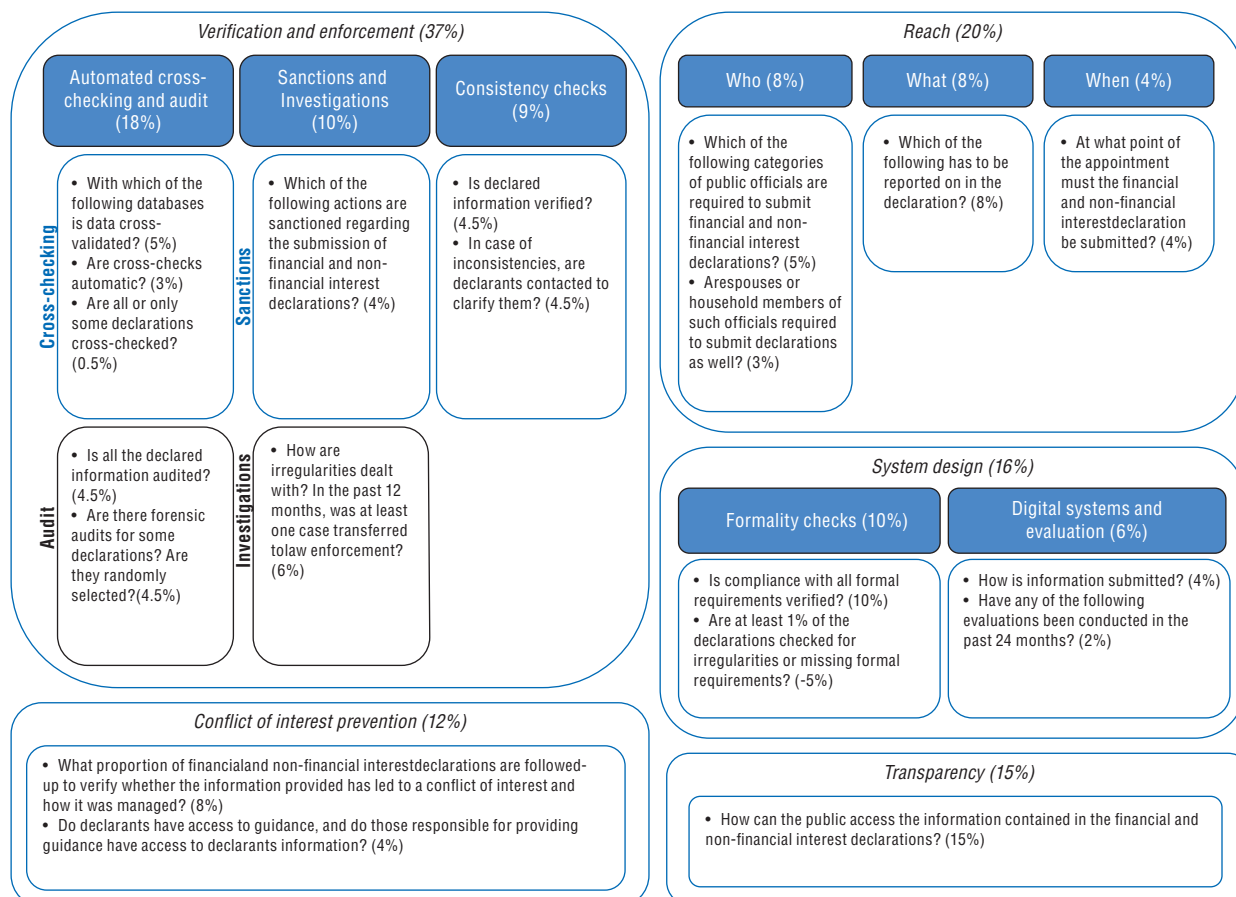 Verification and enforcement (37%)
Automated cross-
checking and audit
(18%)
Sanctions and
Investigations
(10%)
Consistency checks
(9%)
Cross-checking
• With which of the
following databases
is data cross-
validated? (5%)
• Are cross-checks
automatic? (3%)
• Are all or only
some declarations
cross-checked?
(0.5%)
Sanctions
• Which of the
following actions are
sanctioned regarding
the submission of
financial and non-
financial interest
declarations? (4%)
• Is declared
information verified?
(4.5%)
• In case of
inconsistencies, are
declarants contacted to
clarify them? (4.5%)
Audit
• Is all the declared
information audited?
(4.5%)
• Are there forensic
audits for some
declarations? Are
they randomly
selected?(4.5%)
Investigations
• How are
irregularities dealt
with? In the past 12
months, was at least
one case transferred
tolaw enforcement?
(6%)
Reach (20%)
Who (8%)
What (8%)
When (4%)
• Which of the
following categories
of public officials are
required to submit
financial and non-
financial interest
declarations? (5%)
• Arespouses or
household members of
such officials required
to submit declarations
as well? (3%)
• Which of the
following has to be
reported on in the
declaration? (8%)
• At what point of
the appointment
must the financial
and non-financial
interestdeclaration
be submitted? (4%)
System design (16%)
Formality checks (10%)
Digital systems and
evaluation (6%)
• Is compliance with all formal
requirements verified? (10%)
• Are at least 1% of the
declarations checked for
irregularities or missing formal
requirements? (-5%)
• How is information submitted? (4%)
• Have any of the following
evaluations been conducted in the
past 24 months? (2%)
Conflict of interest prevention (12%)
• What proportion of financialand non-financial interestdeclarations are followed-
up to verify whether the information provided has led to a conflict of interest and
how it was managed? (8%)
• Do declarants have access to guidance, and do those responsible for providing
guidance have access to declarants information? (4%)
Transparency (15%)
• How can the public access the information contained in the financial and
non-financial interest declarations? (15%)